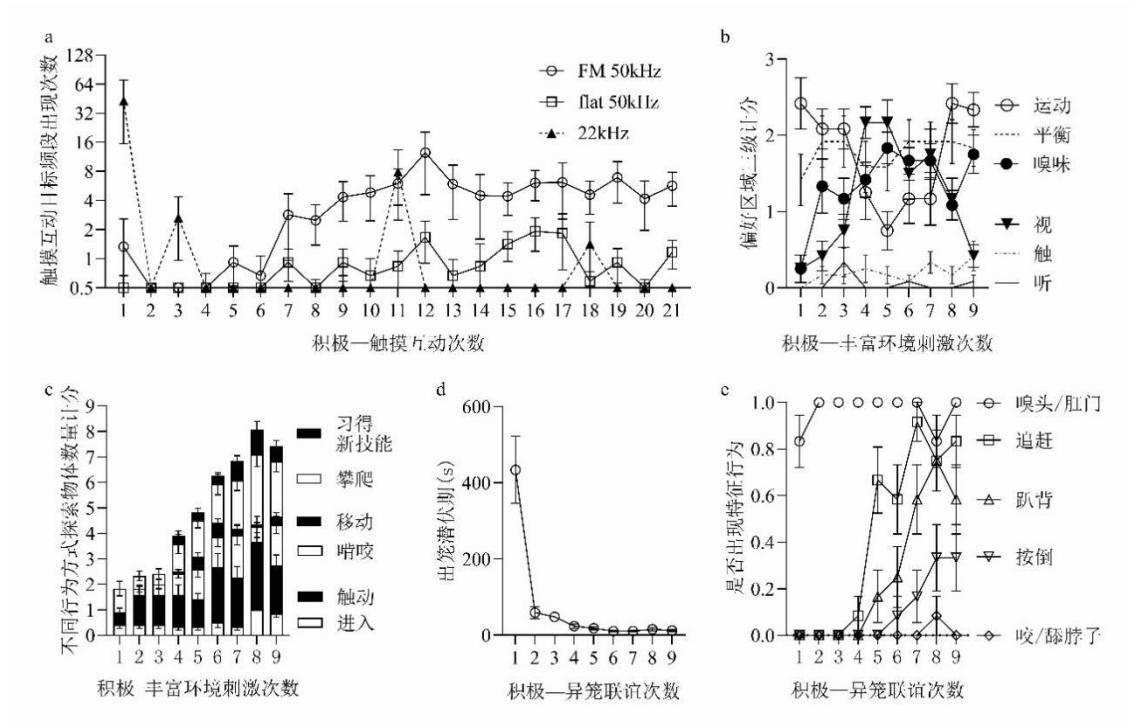 a
触摸互动目标频段出现次数
128
64
32
16
8
4
2
1
0.5
FM 50kHz
flat 50kHz
22kHz
1 2 3 4 5 6 7 8 9 10 11 12 13 14 15 16 17 18 19 20 21
积极—触摸互动次数
b
偏好区域三级计分
3
2
1
0
运动
平衡
嗅味
视
触
听
1 2 3 4 5 6 7 8 9
积极—丰富环境刺激次数
c
不同行为方式探索物体数量计分
9
8
7
6
5
4
3
2
1
0
习得
新技能
攀爬
移动
啃咬
触动
进入
1 2 3 4 5 6 7 8 9
积极 丰富环境刺激次数
d
出笼潜伏期(s)
600
400
200
0
1 2 3 4 5 6 7 8 9
积极—异笼联谊次数
e
是否出现特征行为
1.0
0.8
0.6
0.4
0.2
0.0
嗅头/肛门
追赶
趴背
按倒
咬/舔脖子
1 2 3 4 5 6 7 8 9
积极—异笼联谊次数